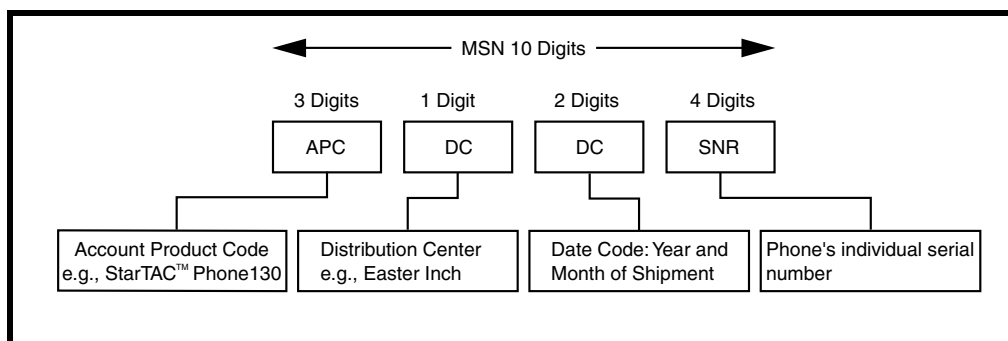 MSN 10 Digits
3 Digits 1 Digit 2 Digits 4 Digits
APC DC DC SNR
Account Product Code
e.g., StarTAC™ Phone130
Distribution Center
e.g., Easter Inch
Date Code: Year and
Month of Shipment
Phone's individual serial
number